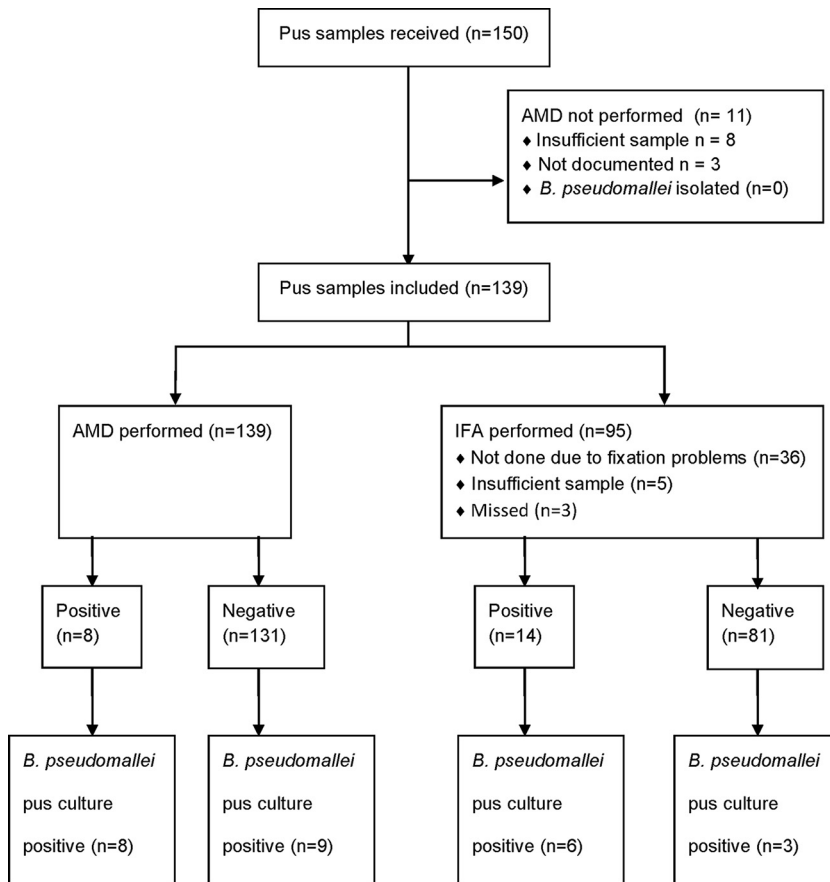 Pus samples received (n=150)
AMD not performed  (n= 11)
♦ Insufficient sample n = 8
♦ Not documented n = 3
♦ B. pseudomallei isolated (n=0)
Pus samples included (n=139)
AMD performed (n=139)
IFA performed (n=95)
♦ Not done due to fixation problems (n=36)
♦ Insufficient sample (n=5)
♦ Missed (n=3)
Positive
(n=8)
Negative
(n=131)
Positive
(n=14)
Negative
(n=81)
B. pseudomallei
pus culture
positive (n=8)
B. pseudomallei
pus culture
positive (n=9)
B. pseudomallei
pus culture
positive (n=6)
B. pseudomallei
pus culture
positive (n=3)